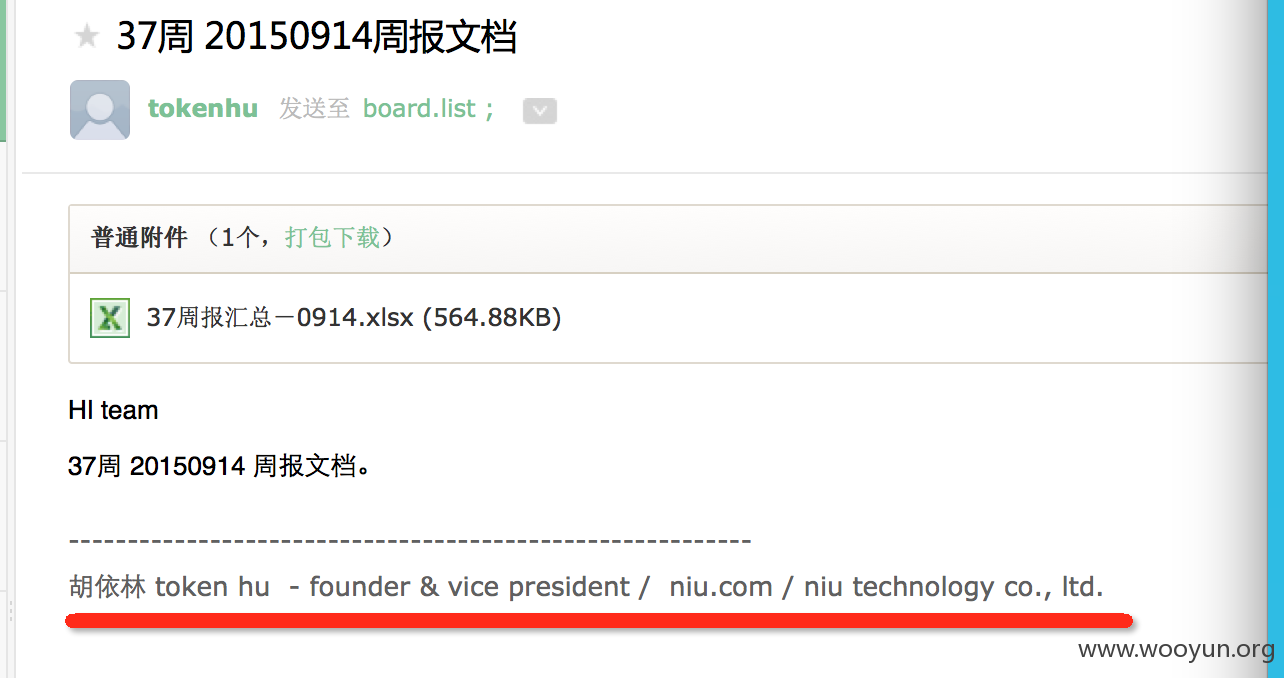 37周 20150914周报文档
tokenhu 发送至 board.list ;
普通附件 （1个，打包下载）
37周报汇总－0914.xlsx (564.88KB)
HI team
37周 20150914 周报文档。
----------------------------------------------------------
胡依林 token hu  - founder & vice president /  niu.com / niu technology co., ltd.
www.wooyun.org